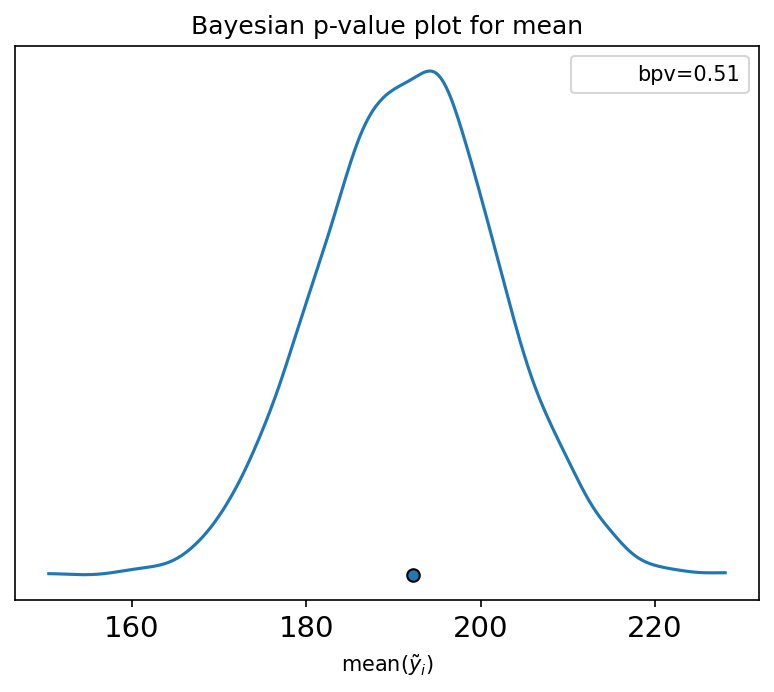 Bayesian p-value plot for mean
bpv=0.51
160 180 200 220
mean(ỹᵢ)